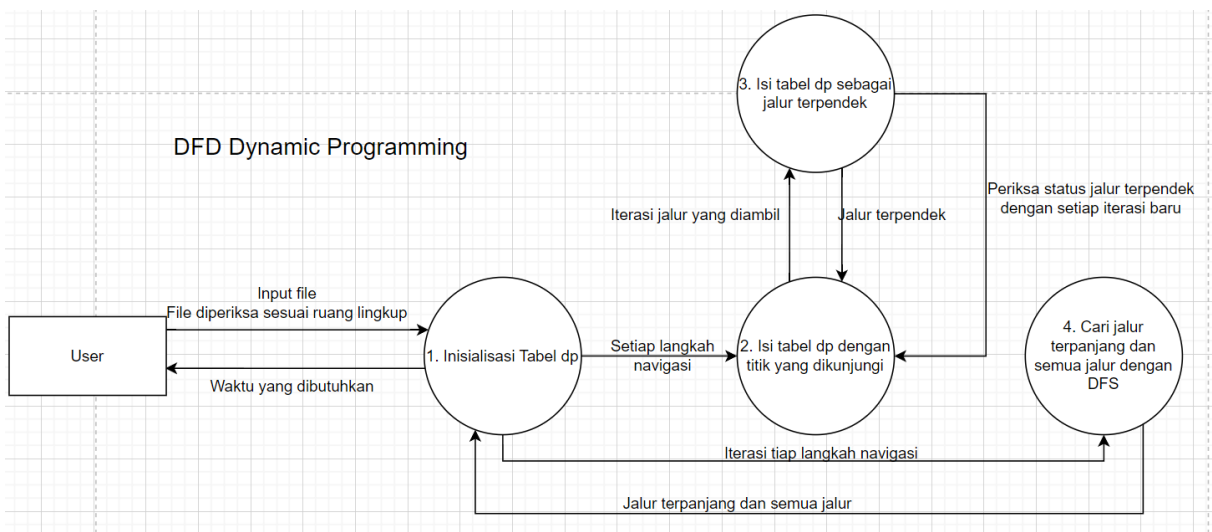 3. Isi tabel dp sebagai
jalur terpendek
DFD Dynamic Programming
Periksa status jalur terpendek
dengan setiap iterasi baru
Iterasi jalur yang diambil
Jalur terpendek
Input file
File diperiksa sesuai ruang lingkup
User
1. Inisialisasi Tabel dp
Setiap langkah
navigasi
2. Isi tabel dp dengan
titik yang dikunjungi
4. Cari jalur
terpanjang dan
semua jalur dengan
DFS
Waktu yang dibutuhkan
Iterasi tiap langkah navigasi
Jalur terpanjang dan semua jalur